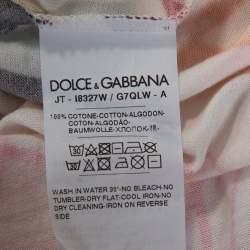 DOLCE & GABBANA
JT - I8327W / G7QLW - A
100% COTONE-COTTON-ALGODON-
COTON-ALGODÃO-
BAUMWOLLE-ХЛОПОК-
WASH IN WATER 30°-NO BLEACH-NO
TUMBLER-DRY FLAT-COOL IRON-NO
DRY CLEANING-IRON ON REVERSE
SIDE